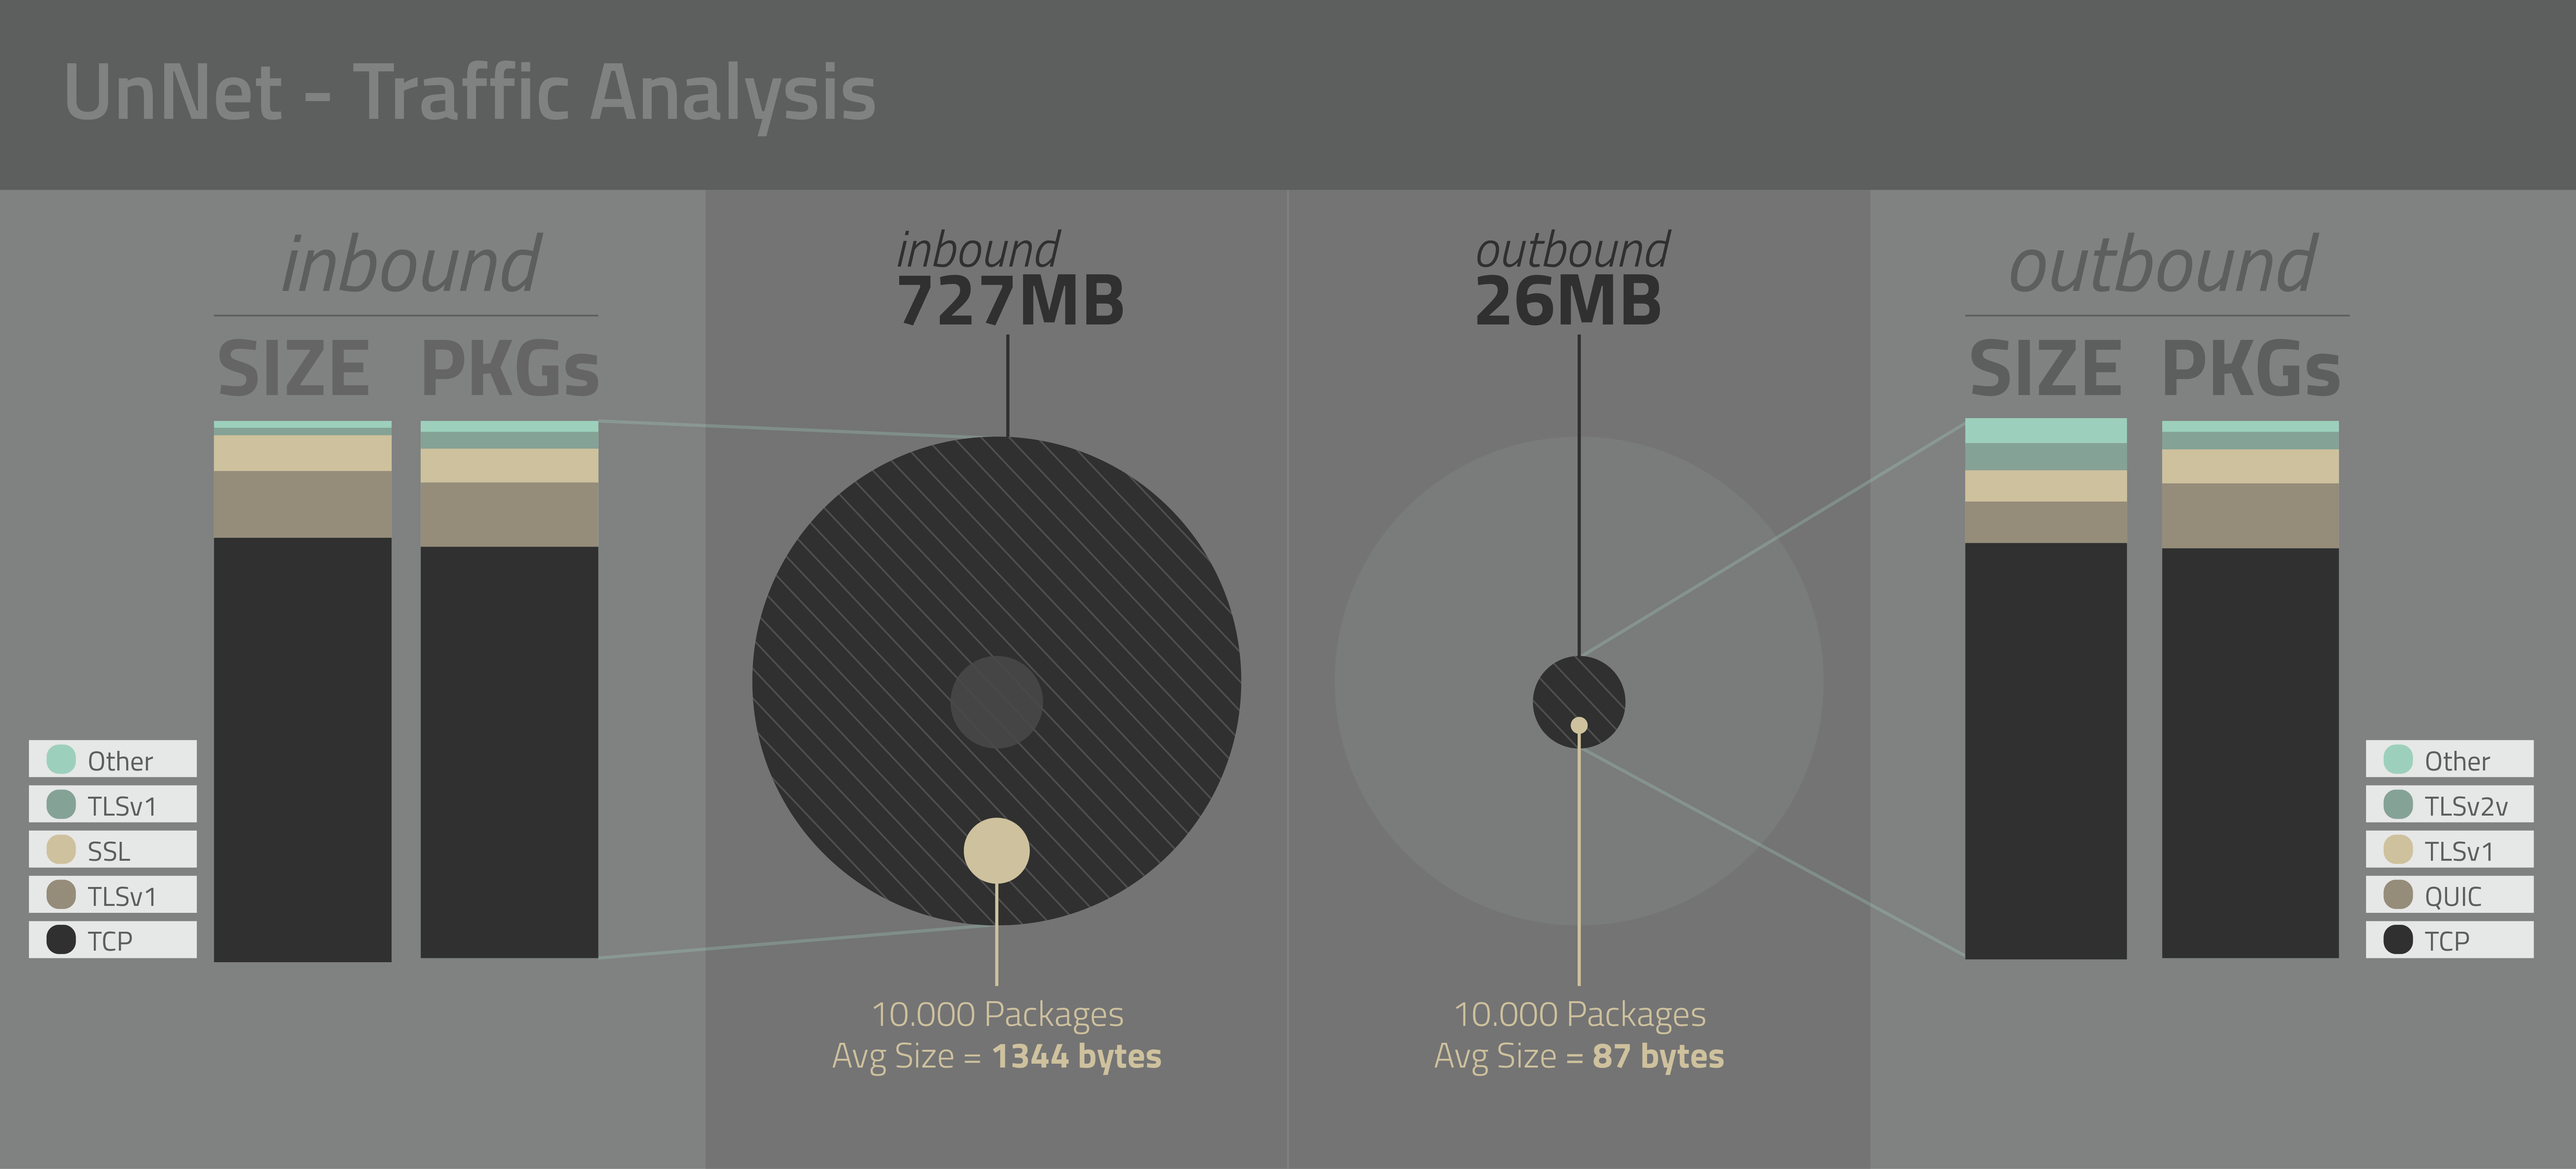 UnNet - Traffic Analysis
inbound
SIZE PKGs
Other
TLSv1
SSL
TLSv1
TCP
inbound
727MB
10.000 Packages
Avg Size = 1344 bytes
outbound
26MB
10.000 Packages
Avg Size = 87 bytes
outbound
SIZE PKGs
Other
TLSv2v
TLSv1
QUIC
TCP